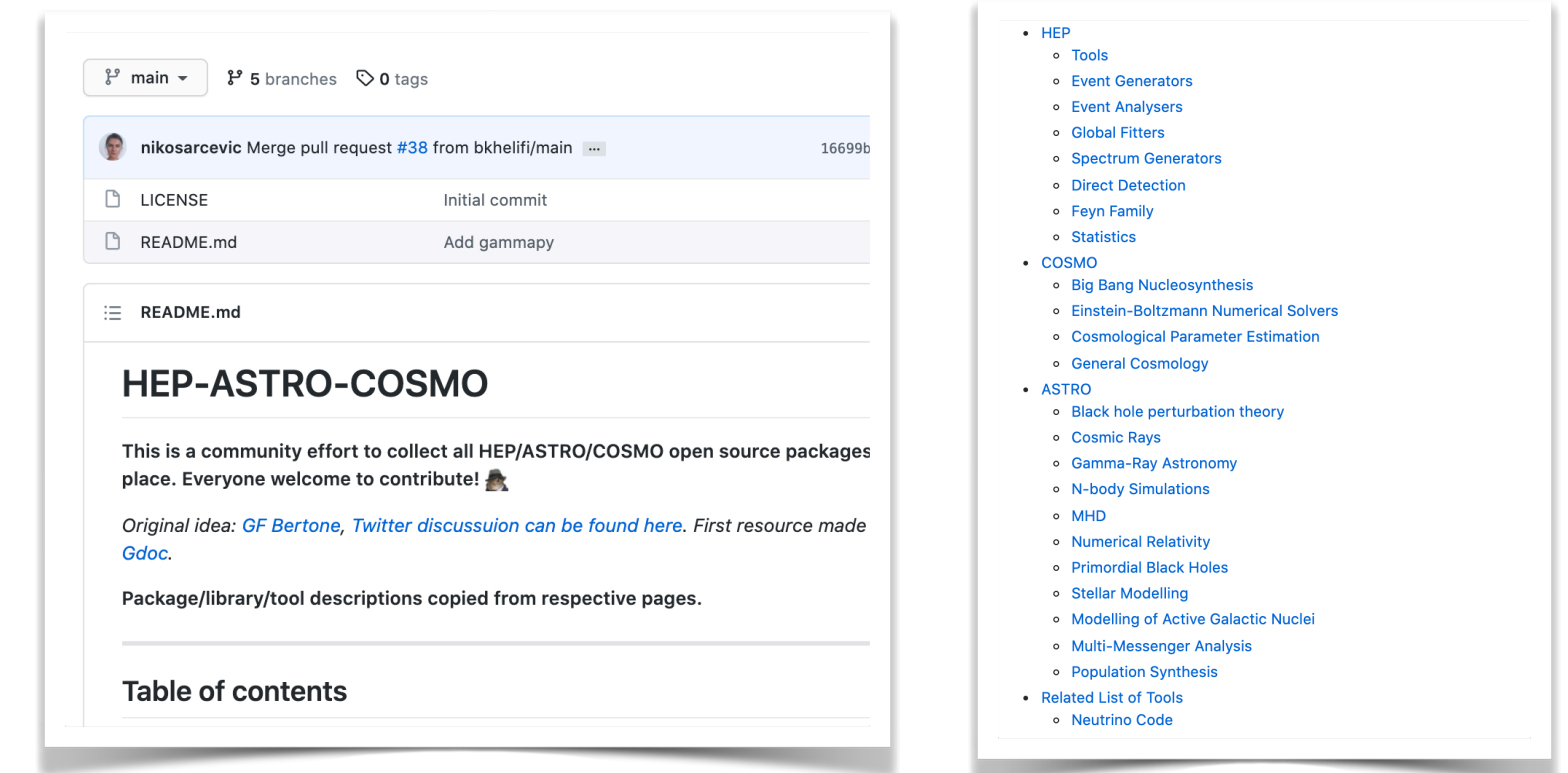 main
5 branches
0 tags
nikosarcevic Merge pull request #38 from bkhelifi/main ...
16699b
LICENSE
Initial commit
README.md
Add gammapy
README.md
HEP-ASTRO-COSMO
This is a community effort to collect all HEP/ASTRO/COSMO open source packages
place. Everyone welcome to contribute!
Original idea: GF Bertone, Twitter discussuion can be found here. First resource made
Gdoc.
Package/library/tool descriptions copied from respective pages.
Table of contents
HEP
Tools
Event Generators
Event Analysers
Global Fitters
Spectrum Generators
Direct Detection
Feyn Family
Statistics
COSMO
Big Bang Nucleosynthesis
Einstein-Boltzmann Numerical Solvers
Cosmological Parameter Estimation
General Cosmology
ASTRO
Black hole perturbation theory
Cosmic Rays
Gamma-Ray Astronomy
N-body Simulations
MHD
Numerical Relativity
Primordial Black Holes
Stellar Modelling
Modelling of Active Galactic Nuclei
Multi-Messenger Analysis
Population Synthesis
Related List of Tools
Neutrino Code